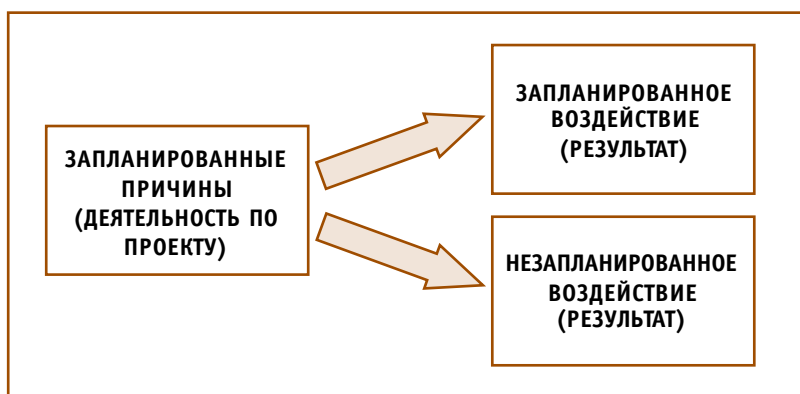 ЗАПЛАНИРОВАННЫЕ
ПРИЧИНЫ
(ДЕЯТЕЛЬНОСТЬ ПО
ПРОЕКТУ)
ЗАПЛАНИРОВАННОЕ
ВОЗДЕЙСТВИЕ
(РЕЗУЛЬТАТ)
НЕЗАПЛАНИРОВАННОЕ
ВОЗДЕЙСТВИЕ
(РЕЗУЛЬТАТ)